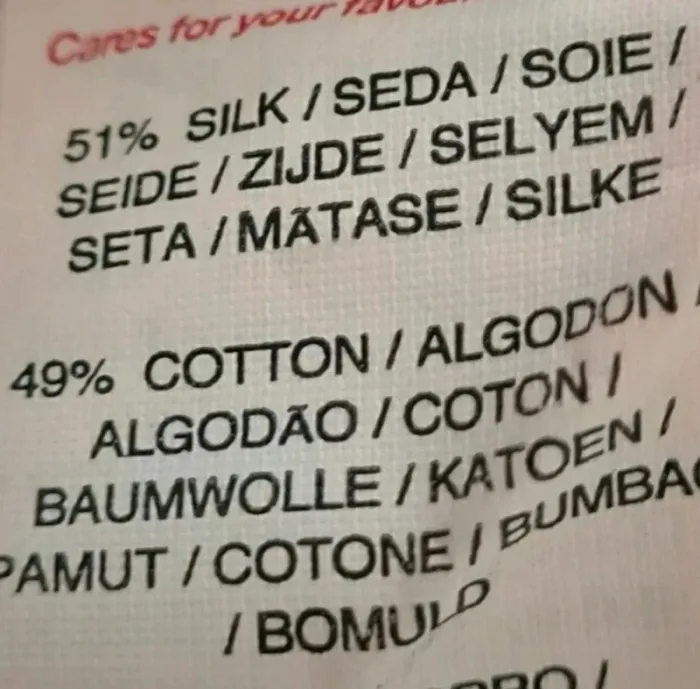 Cares for your
51% SILK / SEDA / SOIE /
SEIDE / ZIJDE / SELYEM /
SETA / MĂTASE / SILKE
49% COTTON / ALGODON /
ALGODÃO / COTON /
BAUMWOLLE / KATOEN /
PAMUT / COTONE / BUMBAC
/ BOMULD